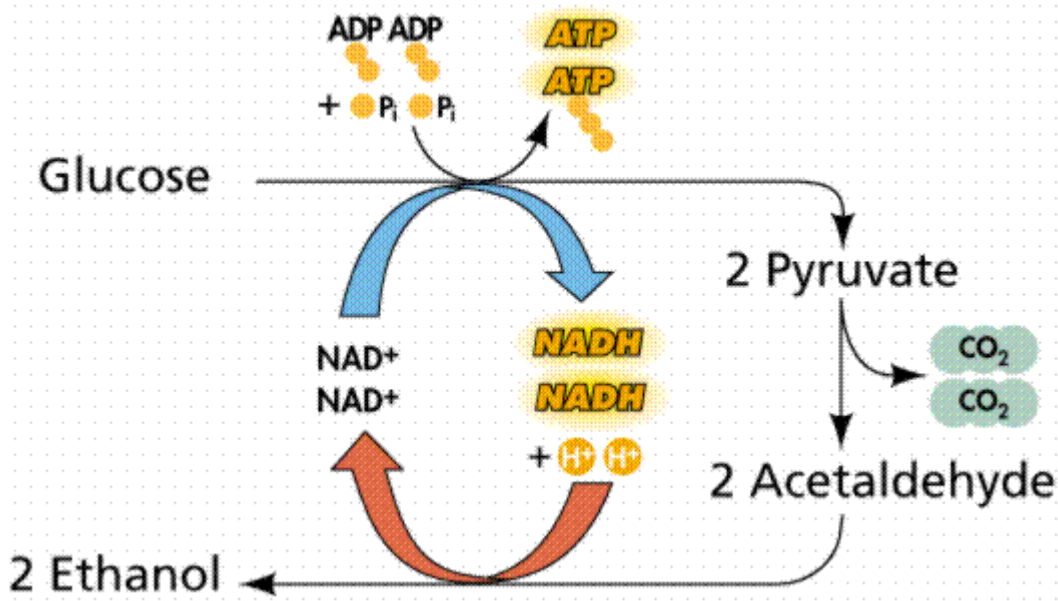 ADP ADP
ATP
ATP
+ Pi Pi
Glucose
2 Pyruvate
NADH
NAD+
CO2
NAD+
NADH
CO2
+ H+ H+
2 Acetaldehyde
2 Ethanol